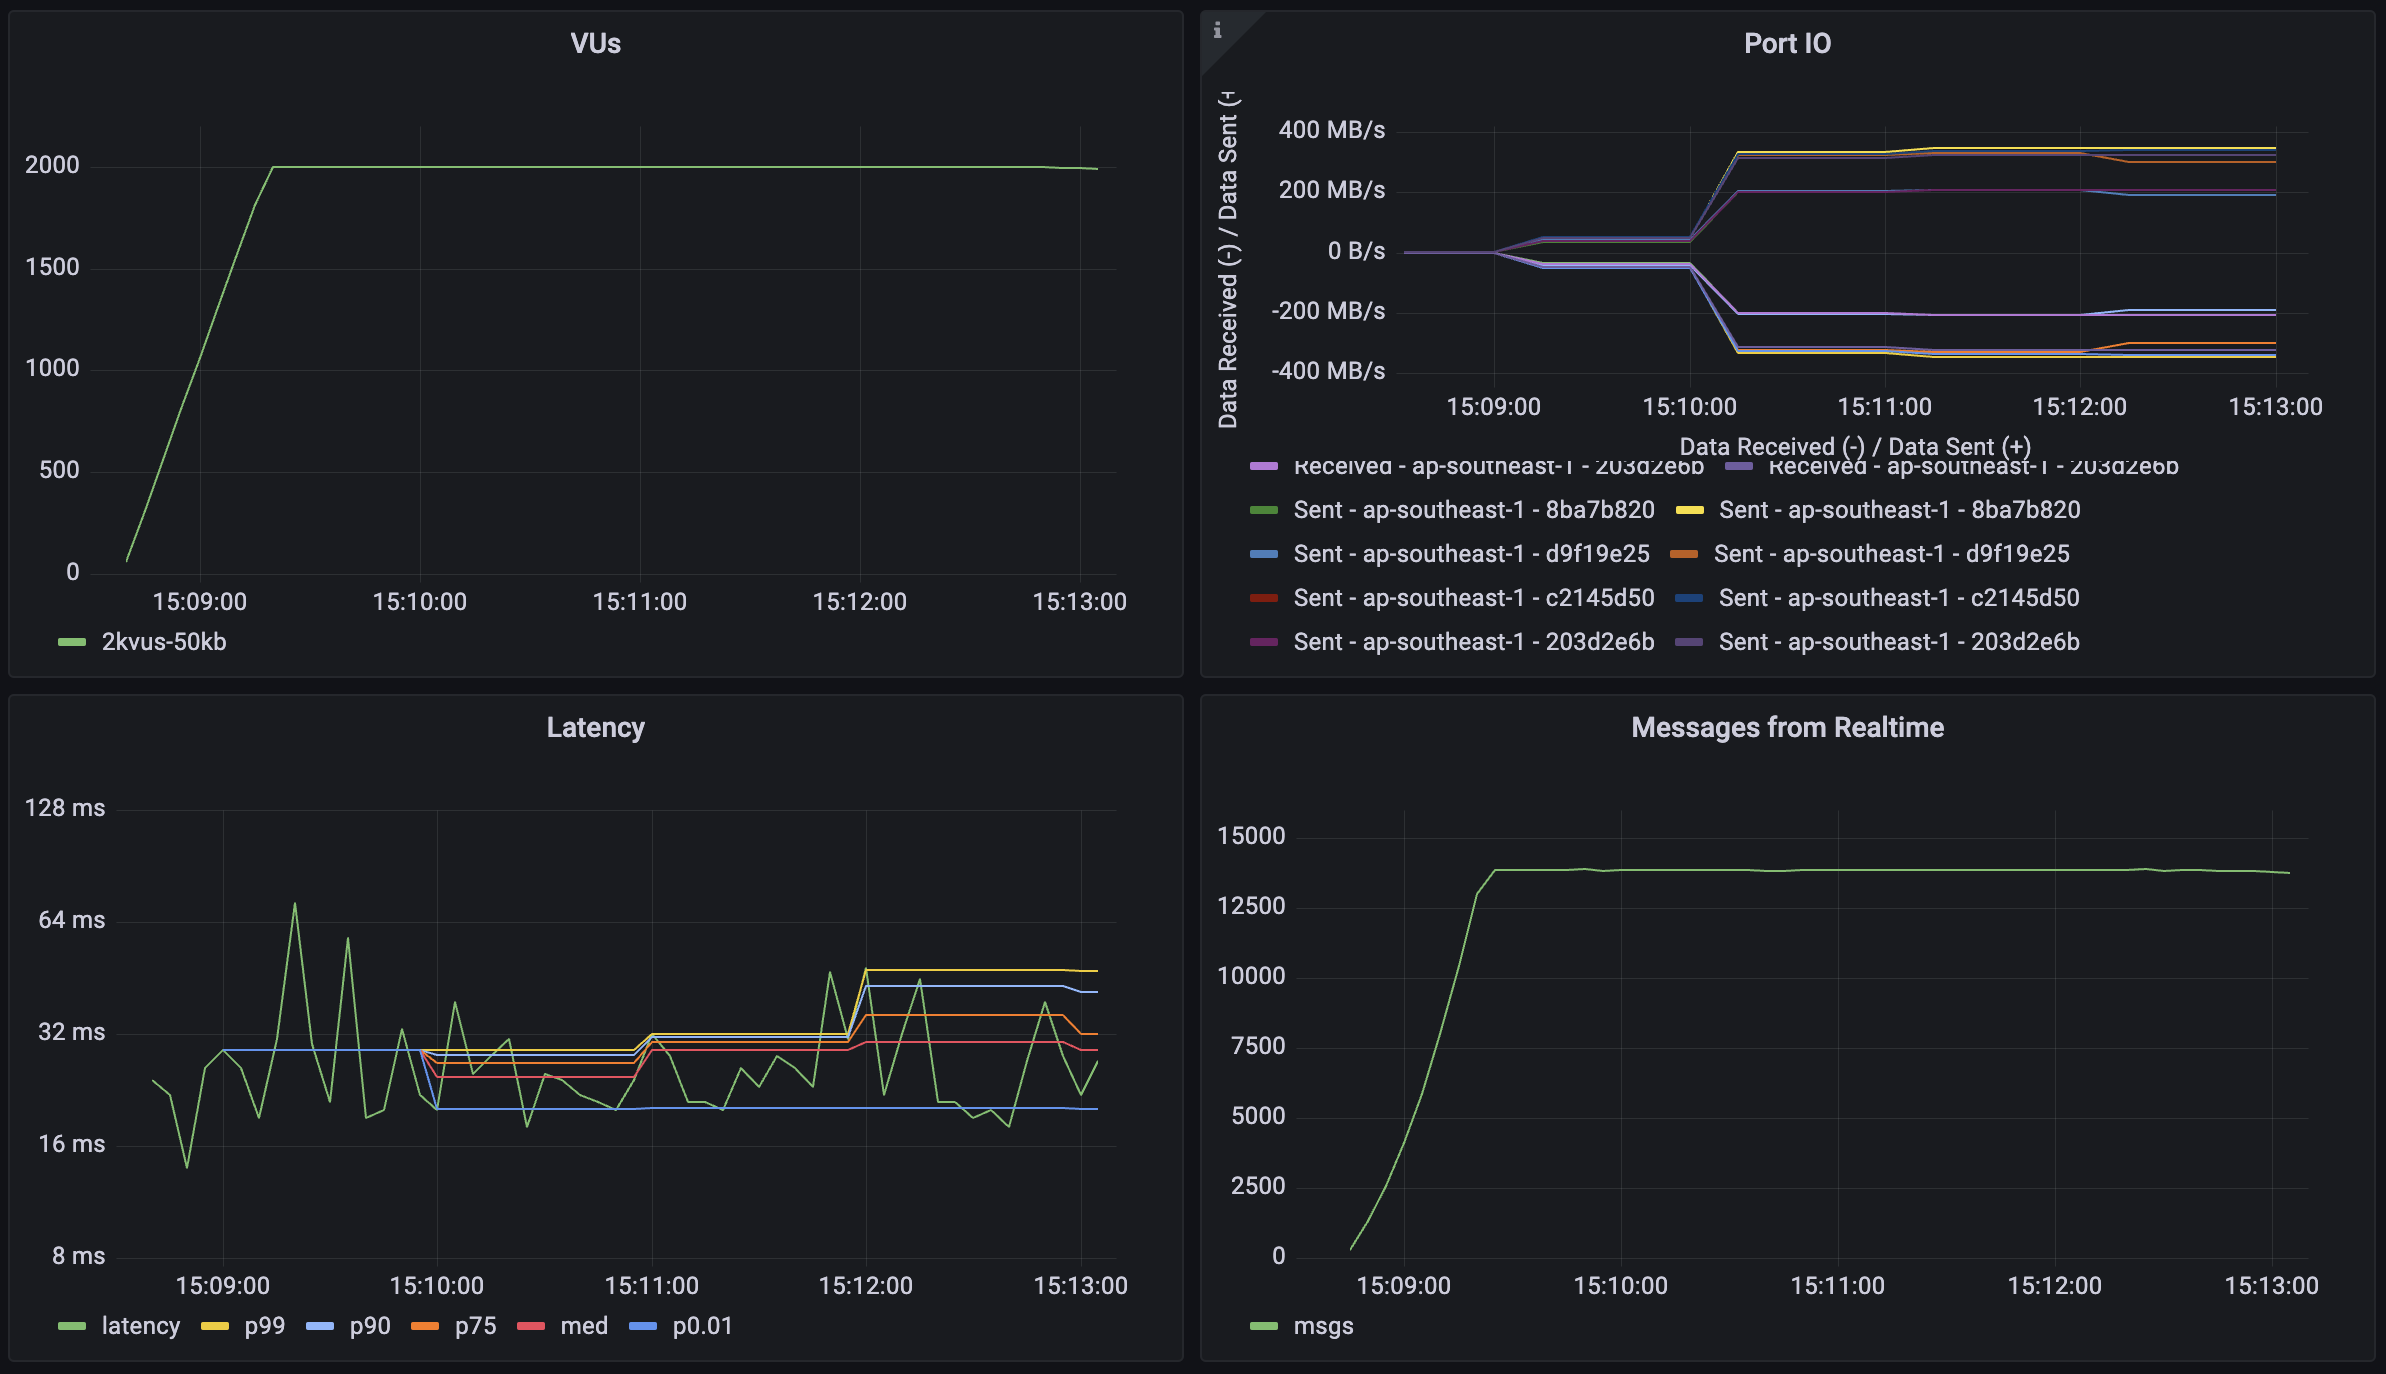 VUs
2000
1500
1000
500
0
15:09:00 15:10:00 15:11:00 15:12:00 15:13:00
2kvus-50kb
i
Port IO
Data Received (-) / Data Sent (+
400 MB/s
200 MB/s
0 B/s
-200 MB/s
-400 MB/s
15:09:00 15:10:00 15:11:00 15:12:00 15:13:00
Data Received (-) / Data Sent (+)
Received - ap-southeast-1 - 203d2e6b Received - ap-southeast-1 - 203d2e6b
Sent - ap-southeast-1 - 8ba7b820 Sent - ap-southeast-1 - 8ba7b820
Sent - ap-southeast-1 - d9f19e25 Sent - ap-southeast-1 - d9f19e25
Sent - ap-southeast-1 - c2145d50 Sent - ap-southeast-1 - c2145d50
Sent - ap-southeast-1 - 203d2e6b Sent - ap-southeast-1 - 203d2e6b
Latency
128 ms
64 ms
32 ms
16 ms
8 ms
15:09:00 15:10:00 15:11:00 15:12:00 15:13:00
latency p99 p90 p75 med p0.01
Messages from Realtime
15000
12500
10000
7500
5000
2500
0
15:09:00 15:10:00 15:11:00 15:12:00 15:13:00
msgs